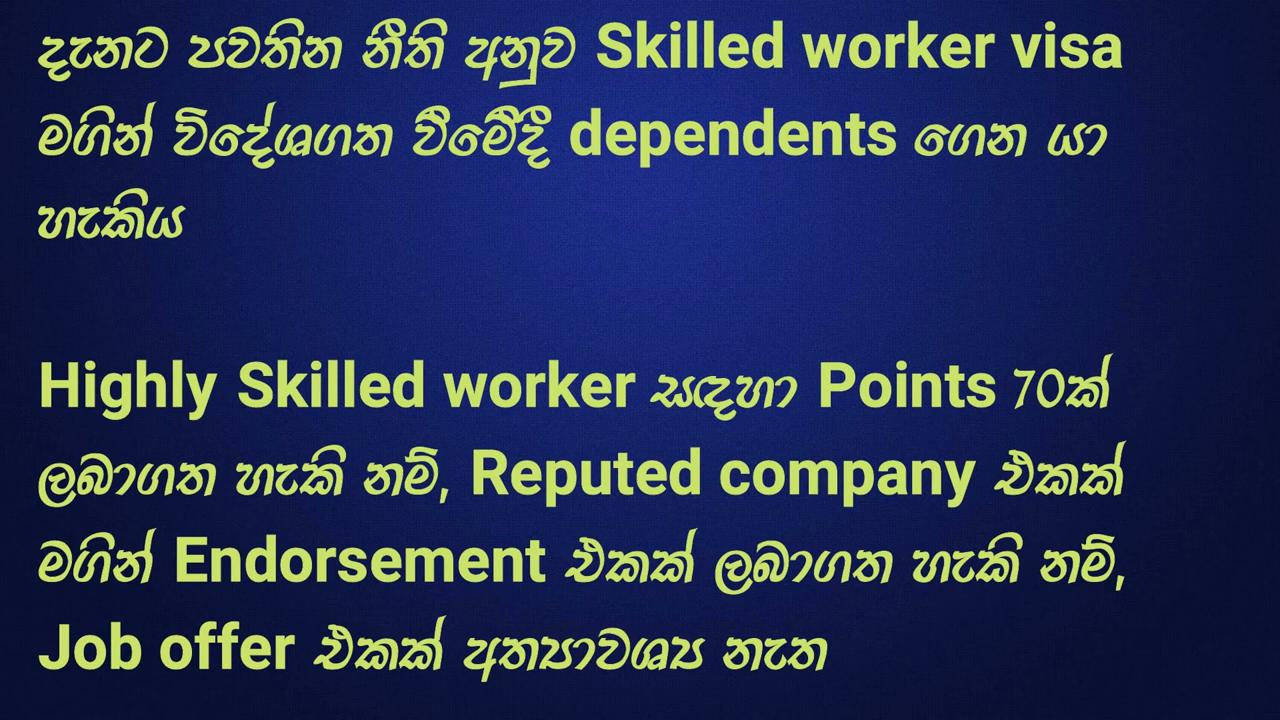 දැනට පවතින නීති අනුව Skilled worker visa
මගින් විදේශගත වීමේදී dependents ගෙන යා
හැකිය
Highly Skilled worker සඳහා Points 70ක්
ලබාගත හැකි නම්, Reputed company එකක්
මගින් Endorsement එකක් ලබාගත හැකි නම්,
Job offer එකක් අත්‍යාවශ්‍ය නැත